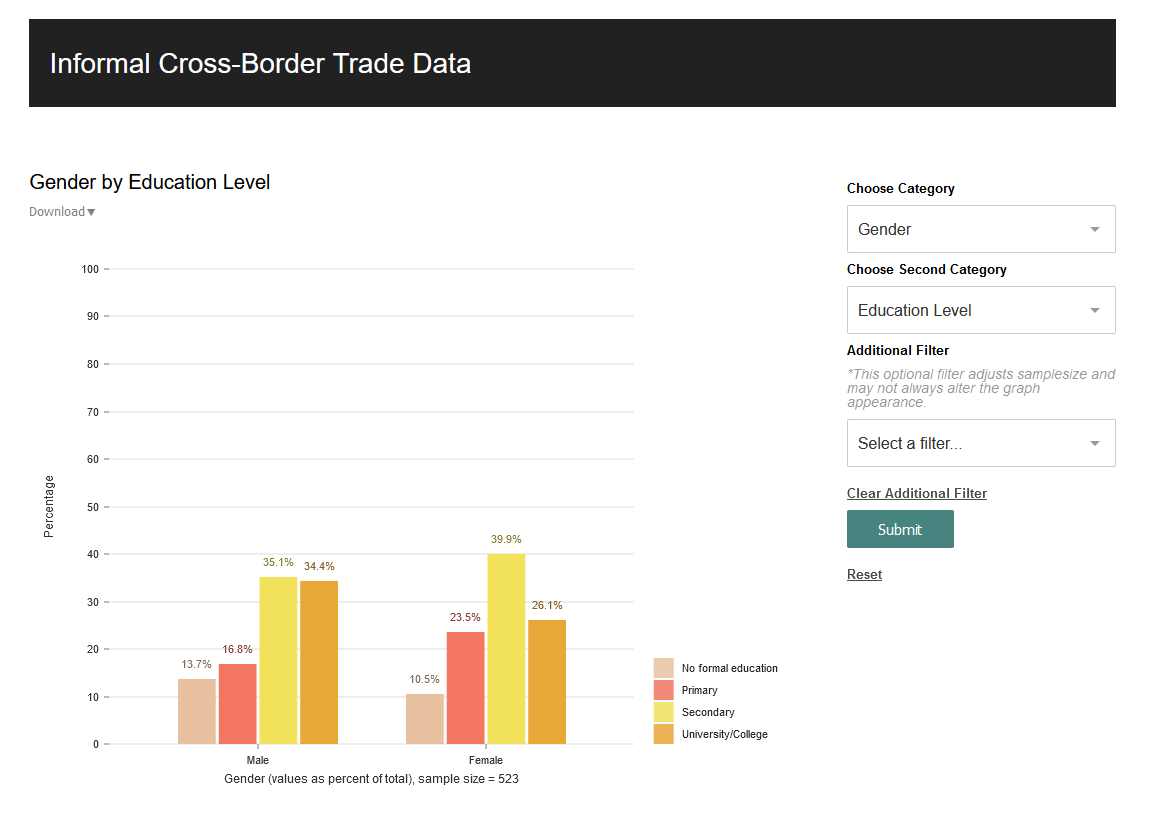 Informal Cross-Border Trade Data
Gender by Education Level
Download▼
Percentage
100
90
80
70
60
50
40
30
20
10
0
13.7%
16.8%
35.1%
34.4%
10.5%
23.5%
39.9%
26.1%
Male
Female
Gender (values as percent of total), sample size = 523
No formal education
Primary
Secondary
University/College
Choose Category
Gender
Choose Second Category
Education Level
Additional Filter
*This optional filter adjusts samplesize and
may not always alter the graph
appearance.
Select a filter...
Clear Additional Filter
Submit
Reset